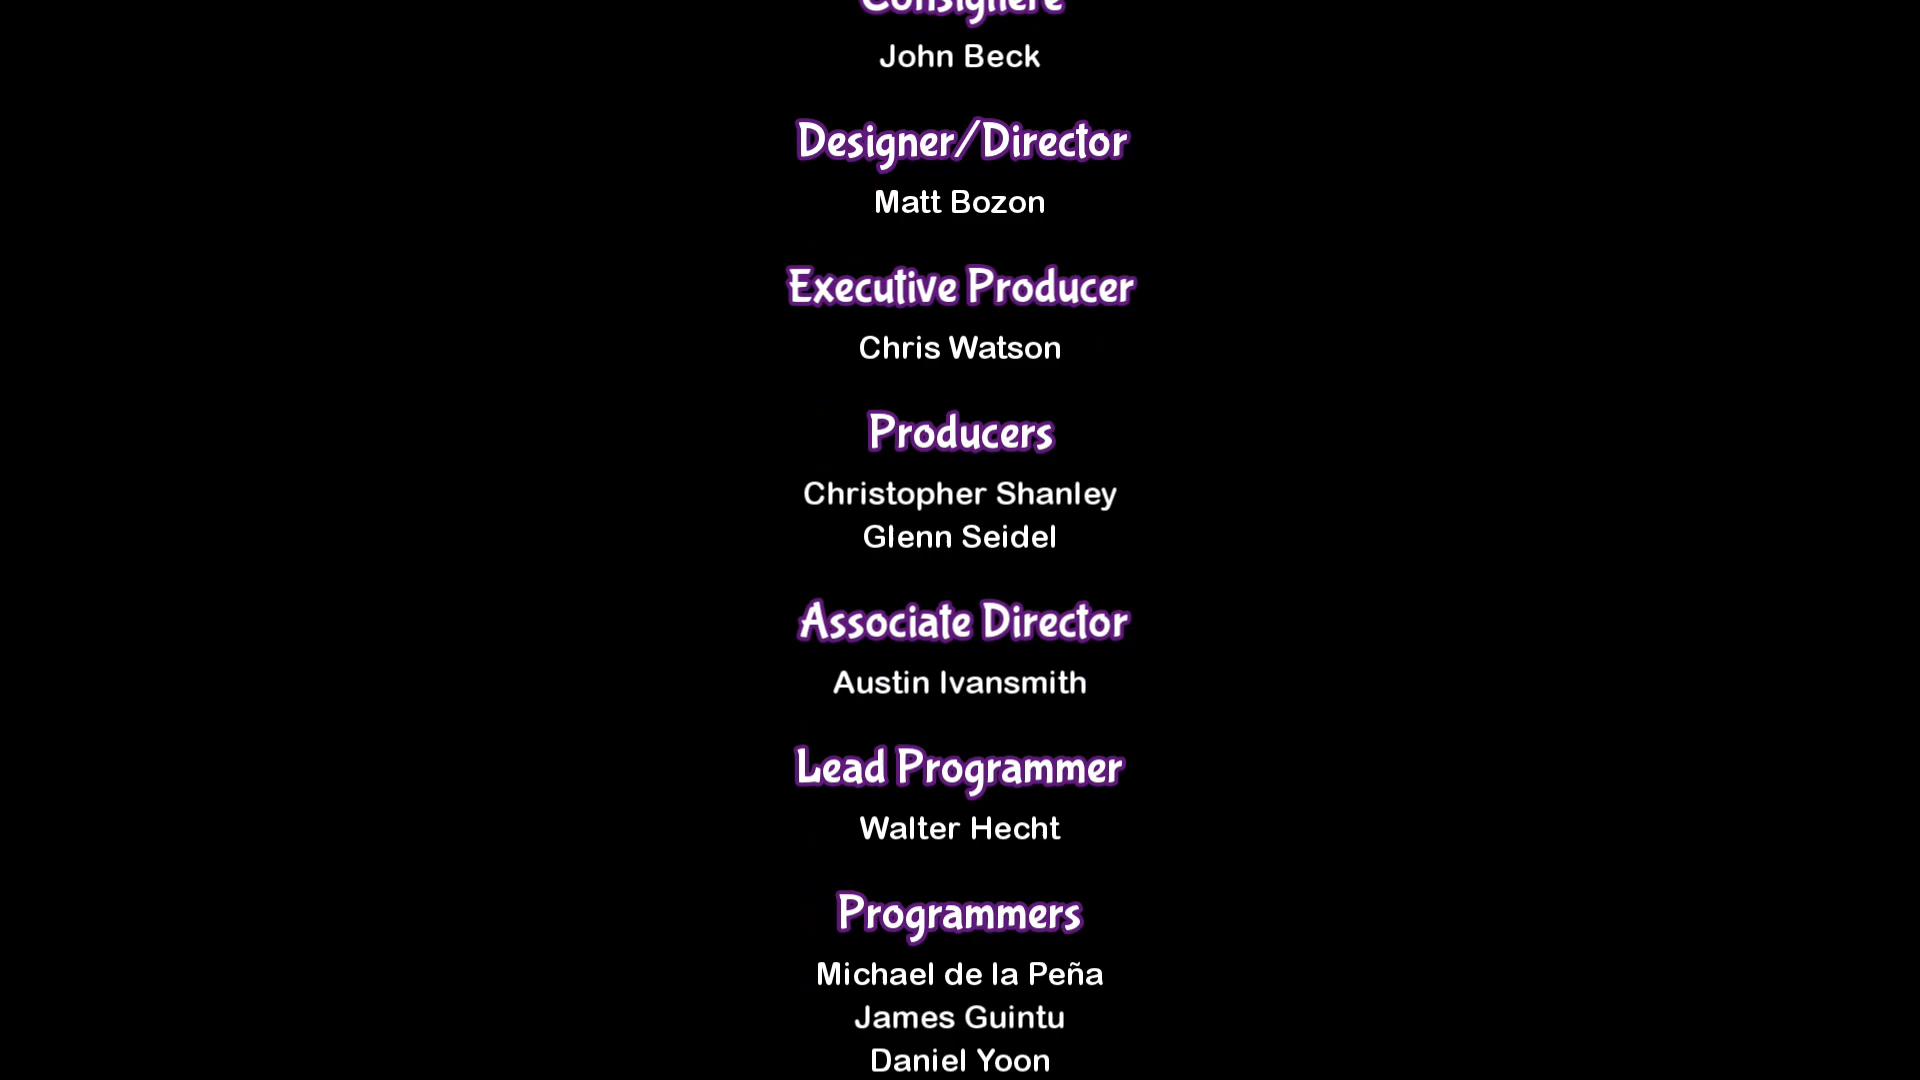 Consigliere
John Beck
Designer/Director
Matt Bozon
Executive Producer
Chris Watson
Producers
Christopher Shanley
Glenn Seidel
Associate Director
Austin Ivansmith
Lead Programmer
Walter Hecht
Programmers
Michael de la Peña
James Guintu
Daniel Yoon